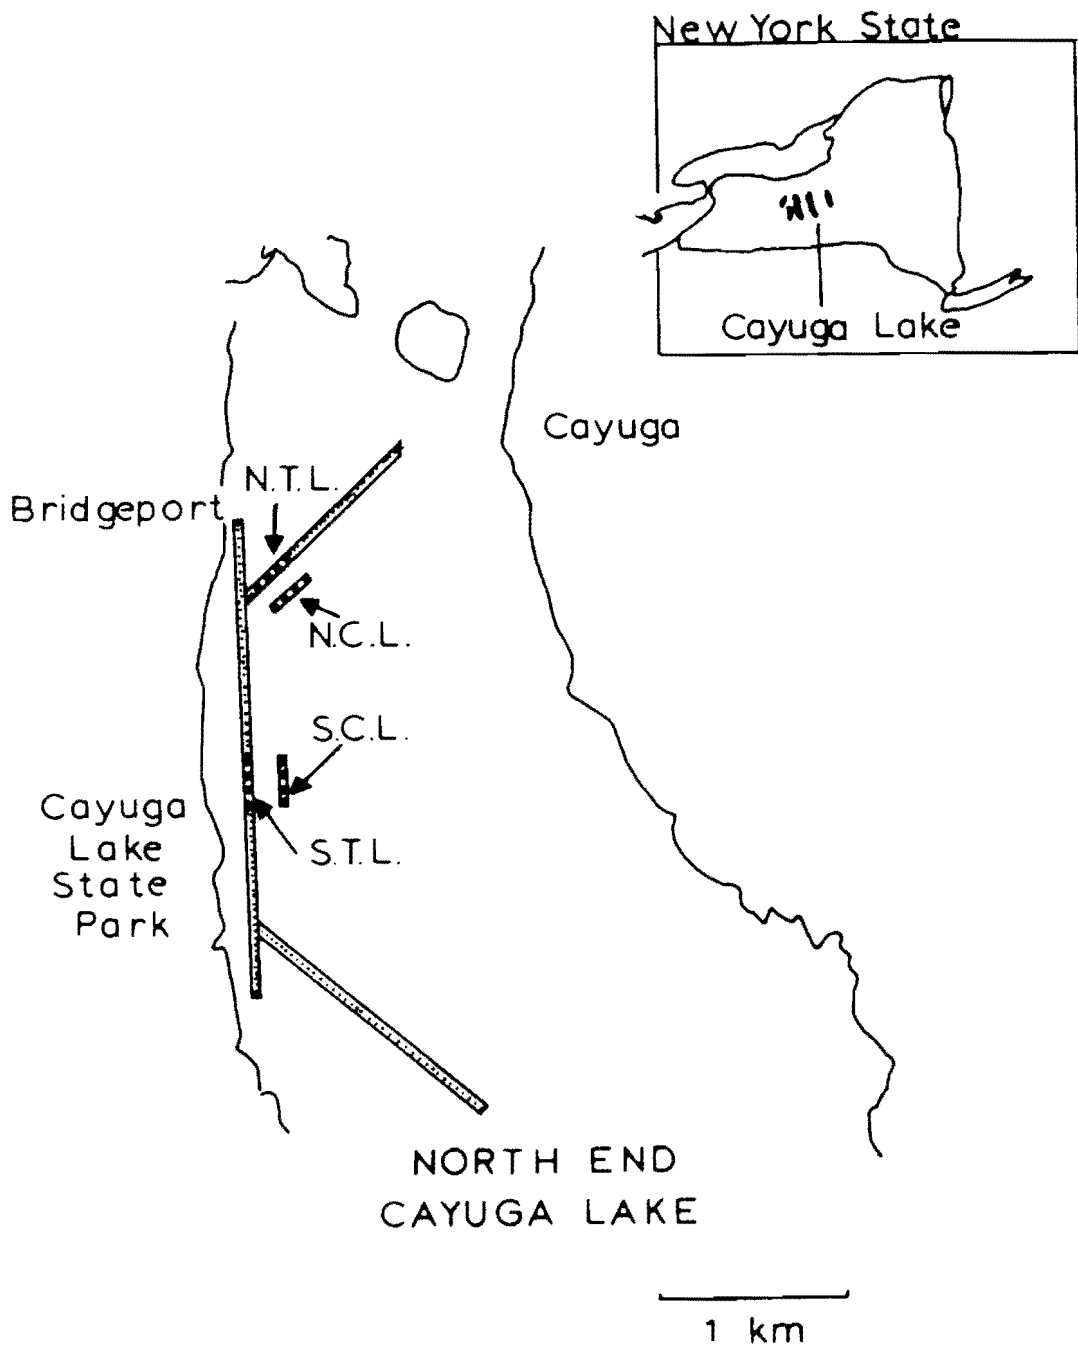 New York State
Cayuga Lake
Cayuga
N.T.L.
Bridgeport
N.C.L.
S.C.L.
Cayuga
Lake
State
Park
S.T.L.
NORTH END
CAYUGA LAKE
1 km